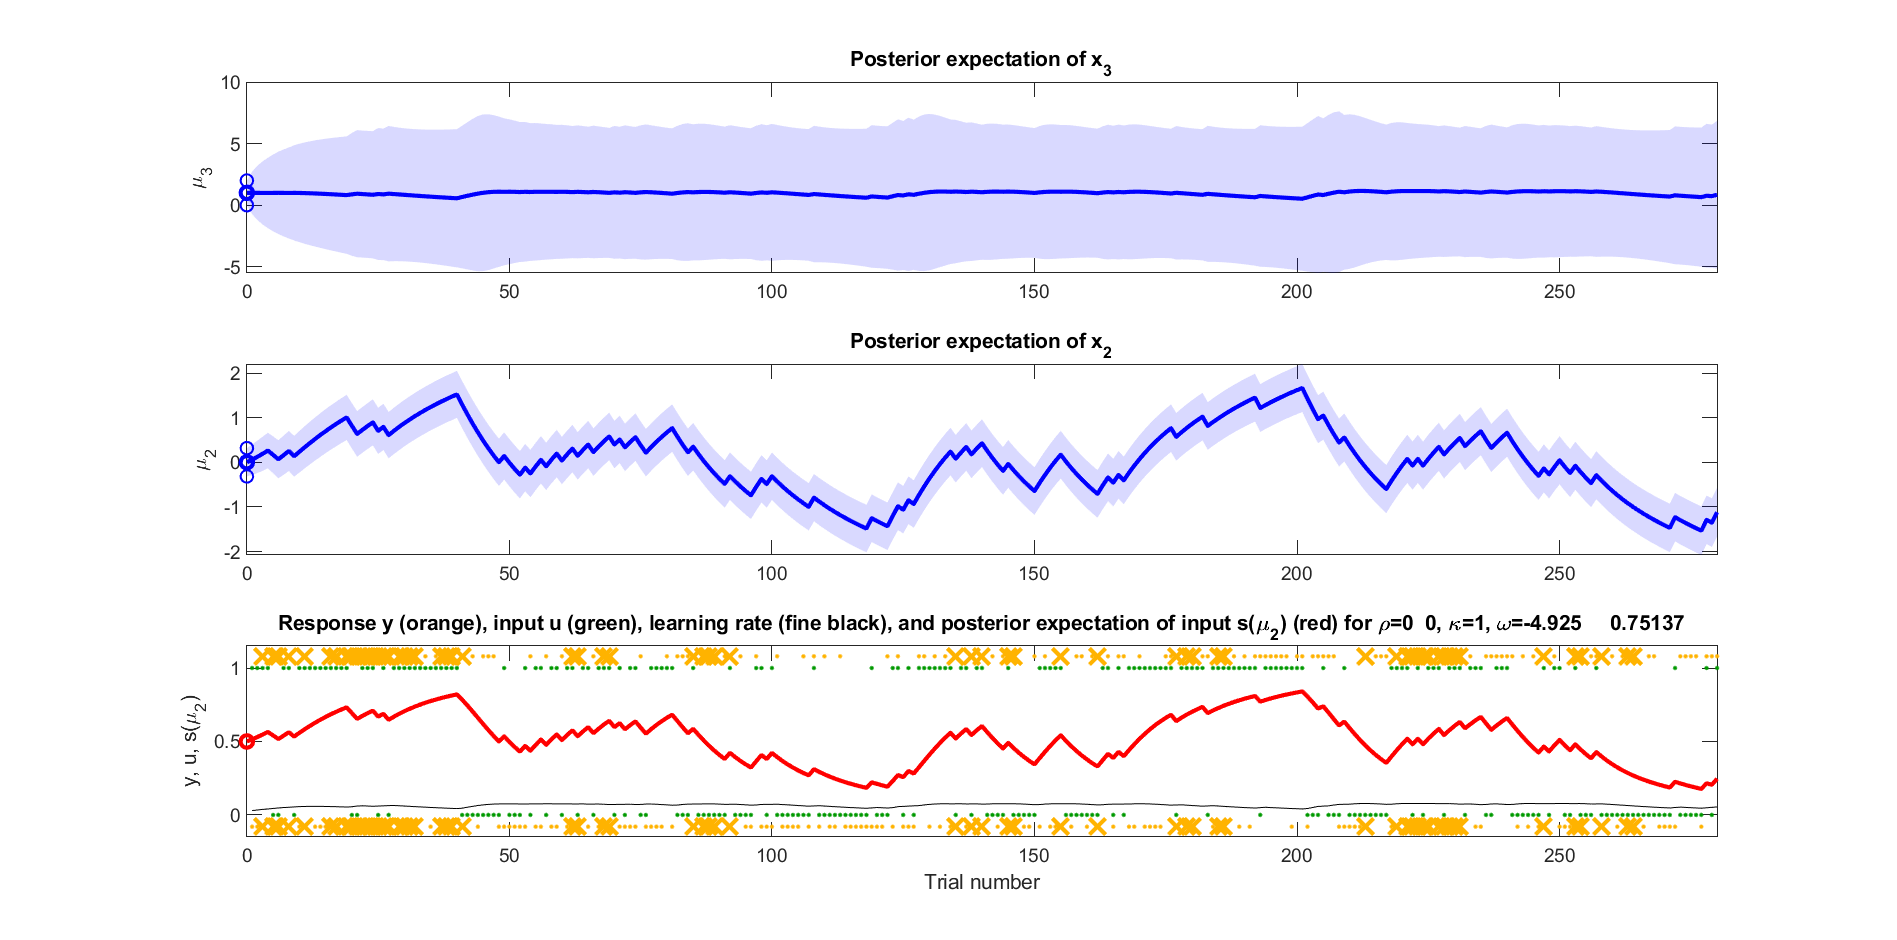 Posterior expectation of x₃
10
5
0
-5
μ₃
0 50 100 150 200 250
Posterior expectation of x₂
2
1
0
-1
-2
μ₂
0 50 100 150 200 250
Response y (orange), input u (green), learning rate (fine black), and posterior expectation of input s(μ₂) (red) for ρ=0 0, κ=1, ω=-4.925 0.75137
1
0.5
0
y, u, s(μ₂)
0 50 100 150 200 250
Trial number